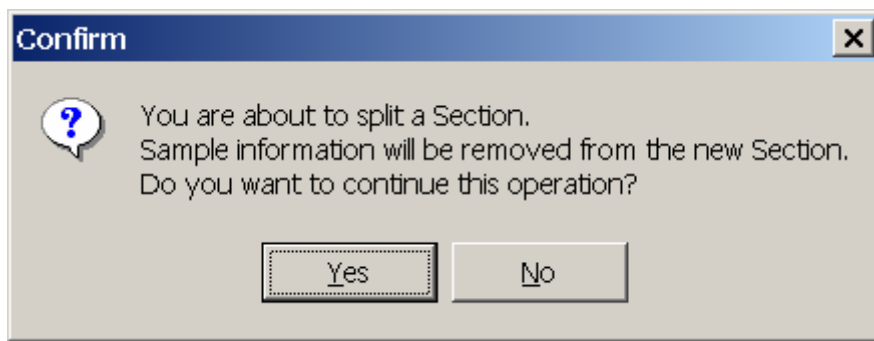 Confirm
You are about to split a Section.
Sample information will be removed from the new Section.
Do you want to continue this operation?
Yes No